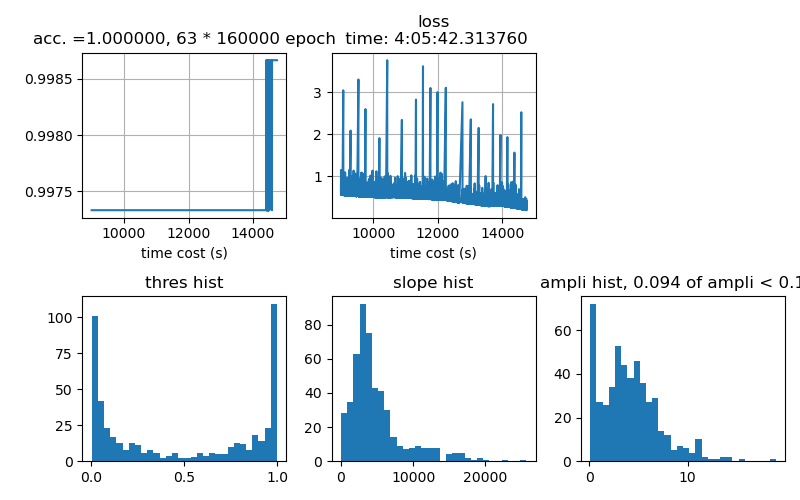 loss
acc. =1.000000, 63 * 160000 epoch time: 4:05:42.313760
0.9985
0.9980
0.9975
10000 12000 14000
time cost (s)
3
2
1
10000 12000 14000
time cost (s)
thres hist
100
75
50
25
0
0.0 0.5 1.0
slope hist
80
60
40
20
0
0 10000 20000
ampli hist, 0.094 of ampli < 0.1
60
40
20
0
0 10